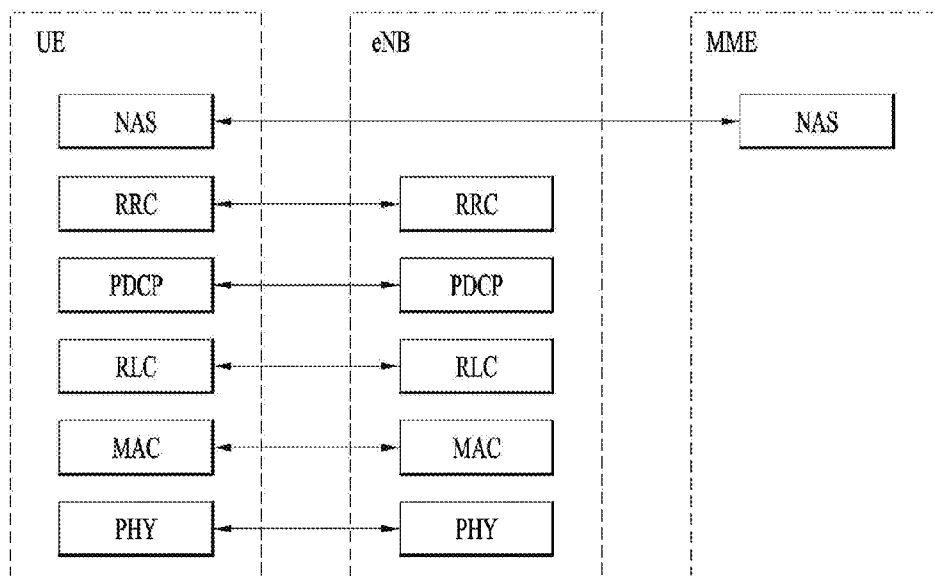 UE eNB MME
NAS NAS
RRC RRC
PDCP PDCP
RLC RLC
MAC MAC
PHY PHY